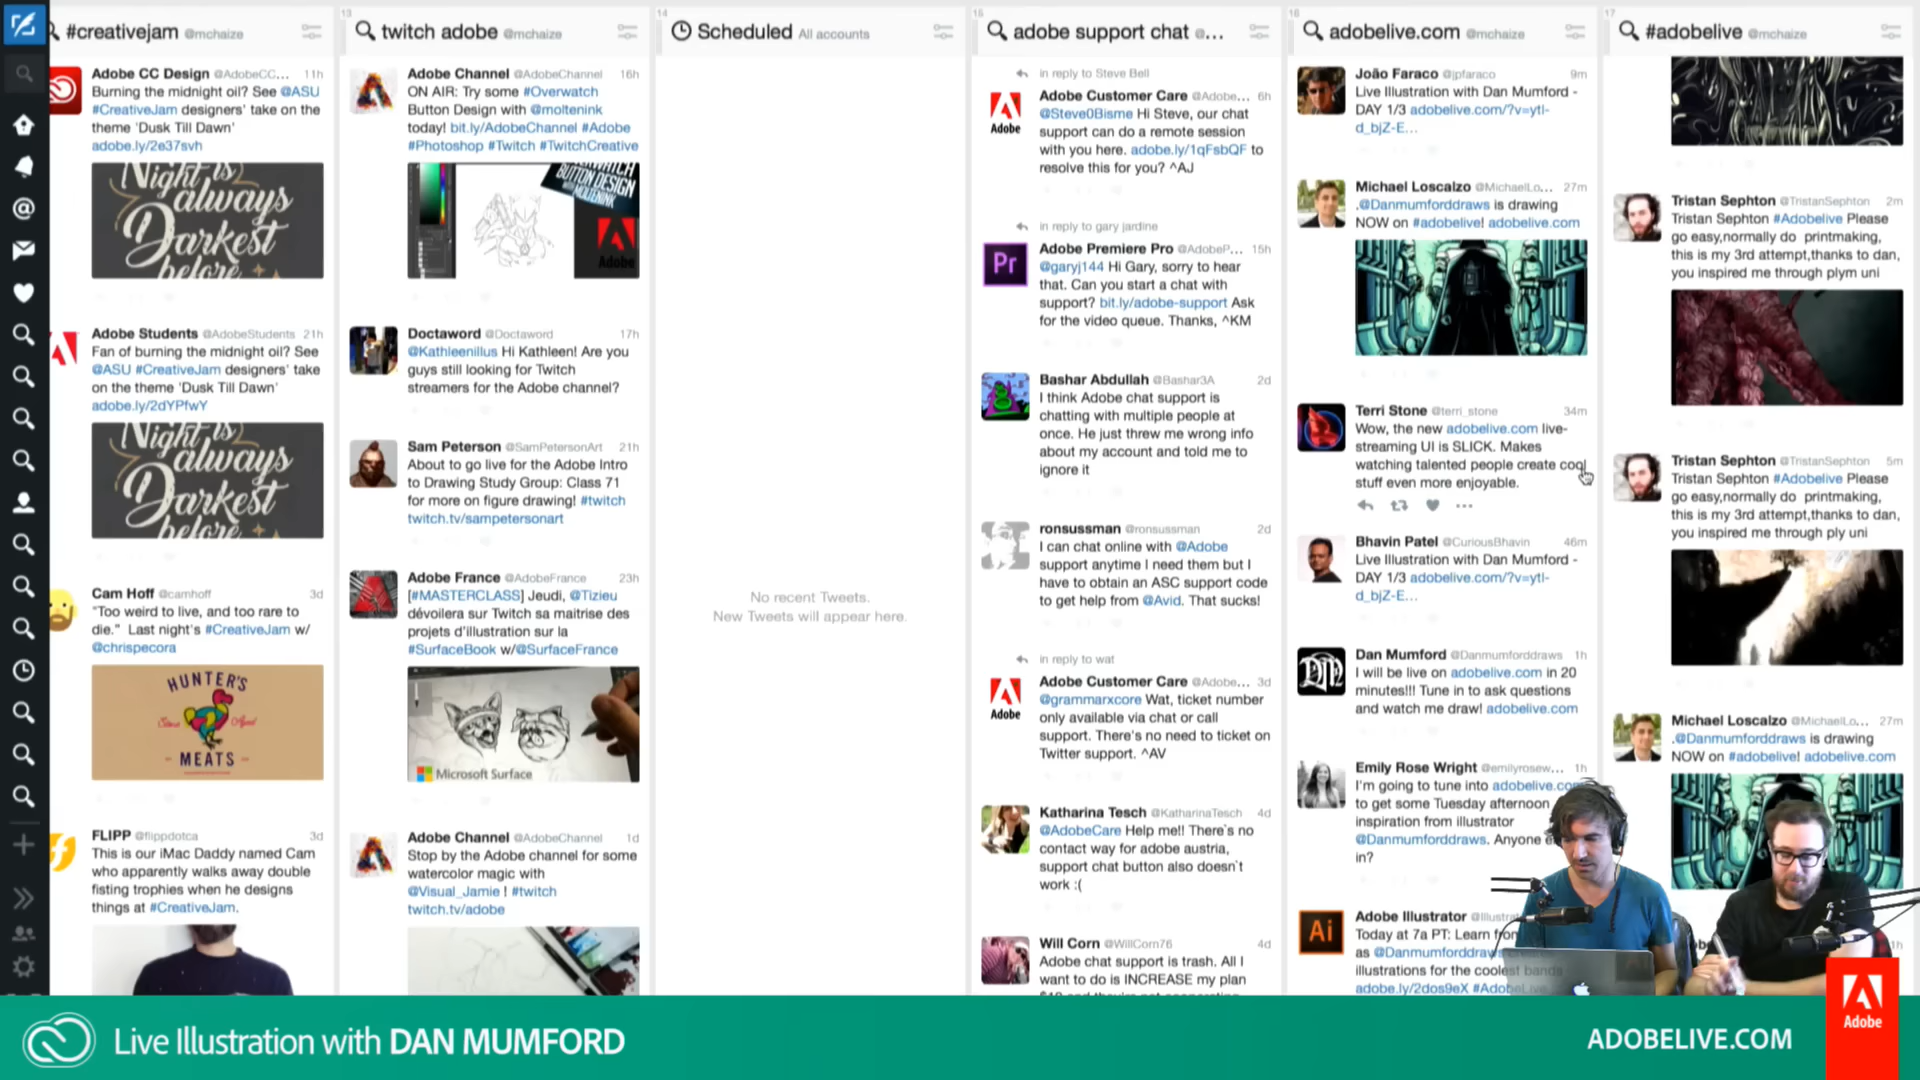 #creativejam @mchaize
Adobe CC Design @AdobeCC... 11h
Burning the midnight oil? See @ASU
#CreativeJam designers' take on the
theme 'Dusk Till Dawn'
adobe.ly/2e37svh
Night is
always
Darkest
before
Adobe Students @AdobeStudents 21h
Fan of burning the midnight oil? See
@ASU #CreativeJam designers' take
on the theme 'Dusk Till Dawn'
adobe.ly/2dYPfwY
Night is
always
Darkest
before
Cam Hoff @camhoff 3d
"Too weird to live, and too rare to
die." Last night's #CreativeJam w/
@chrispecora
HUNTER'S
MEATS
FLIPP @flippdotca 3d
This is our iMac Daddy named Cam
who apparently walks away double
fisting trophies when he designs
things at #CreativeJam.
13
twitch adobe @mchaize
Adobe Channel @AdobeChannel 16h
ON AIR: Try some #Overwatch
Button Design with @moltenink
today! bit.ly/AdobeChannel #Adobe
#Photoshop #Twitch #TwitchCreative
BUTTON DESIGN
WITH MOLTENINK
Adobe
Doctaword @Doctaword 17h
@Kathleenillus Hi Kathleen! Are you
guys still looking for Twitch
streamers for the Adobe channel?
Sam Peterson @SamPetersonArt 21h
About to go live for the Adobe Intro
to Drawing Study Group: Class 71
for more on figure drawing! #twitch
twitch.tv/sampetersonart
Adobe France @AdobeFrance 23h
[#MASTERCLASS] Jeudi, @Tizieu
dévoilera sur Twitch sa maitrise des
projets d'illustration sur la
#SurfaceBook w/@SurfaceFrance
Microsoft Surface
Adobe Channel @AdobeChannel 1d
Stop by the Adobe channel for some
watercolor magic with
@Visual_Jamie ! #twitch
twitch.tv/adobe
14
Scheduled All accounts
No recent Tweets.
New Tweets will appear here.
15
adobe support chat @...
in reply to Steve Bell
Adobe Customer Care @Adobe... 6h
@Steve0Bisme Hi Steve, our chat
support can do a remote session
with you here. adobe.ly/1qFsbQF to
resolve this for you? ^AJ
Adobe
in reply to gary jardine
Adobe Premiere Pro @AdobeP... 15h
@garyj144 Hi Gary, sorry to hear
that. Can you start a chat with
support? bit.ly/adobe-support Ask
for the video queue. Thanks, ^KM
Pr
Bashar Abdullah @Bashar3A 2d
I think Adobe chat support is
chatting with multiple people at
once. He just threw me wrong info
about my account and told me to
ignore it
ronsussman @ronsussman 2d
I can chat online with @Adobe
support anytime I need them but I
have to obtain an ASC support code
to get help from @Avid. That sucks!
in reply to wat
Adobe Customer Care @Adobe... 3d
@grammarxcore Wat, ticket number
only available via chat or call
support. There's no need to ticket on
Twitter support. ^AV
Adobe
Katharina Tesch @KatharinaTesch 4d
@AdobeCare Help me!! There`s no
contact way for adobe austria,
support chat button also doesn`t
work :(
Will Corn @WillCorn76 4d
Adobe chat support is trash. All I
want to do is INCREASE my plan
16
adobelive.com @mchaize
João Faraco @jpfaraco 9m
Live Illustration with Dan Mumford -
DAY 1/3 adobelive.com/?v=ytl-
d_bjZ-E...
Michael Loscalzo @MichaelLo... 27m
.@Danmumforddraws is drawing
NOW on #adobelive! adobelive.com
Terri Stone @terri_stone 34m
Wow, the new adobelive.com live-
streaming UI is SLICK. Makes
watching talented people create cool
stuff even more enjoyable.
Bhavin Patel @CuriousBhavin 46m
Live Illustration with Dan Mumford -
DAY 1/3 adobelive.com/?v=ytl-
d_bjZ-E...
DM
Dan Mumford @Danmumforddraws 1h
I will be live on adobelive.com in 20
minutes!!! Tune in to ask questions
and watch me draw! adobelive.com
Emily Rose Wright @emilyrosew... 1h
I'm going to tune into adobelive.com
to get some Tuesday afternoon
inspiration from illustrator
@Danmumforddraws. Anyone
in?
Ai
Adobe Illustrator
Today at 7a PT: Learn from
as @Danmumforddraws
illustrations for the coolest bands
adobe.ly/2dos9eX #AdobeLive
17
#adobelive @mchaize
Tristan Sephton @TristanSephton 2m
Tristan Sephton #Adobelive Please
go easy,normally do printmaking,
this is my 3rd attempt,thanks to dan,
you inspired me through plym uni
Tristan Sephton @TristanSephton 5m
Tristan Sephton #Adobelive Please
go easy,normally do printmaking,
this is my 3rd attempt,thanks to dan,
you inspired me through ply uni
Michael Loscalzo @MichaelLo... 27m
.@Danmumforddraws is drawing
NOW on #adobelive! adobelive.com
1h
Live Illustration with DAN MUMFORD
ADOBELIVE.COM
Adobe